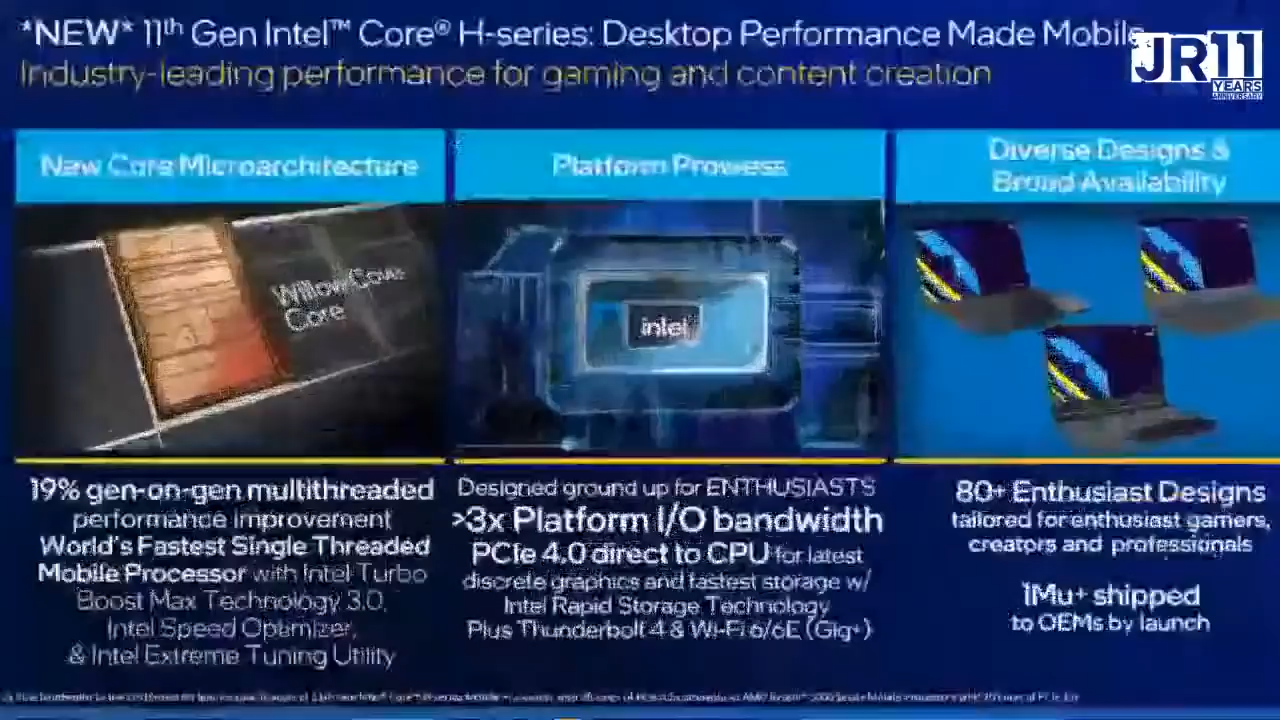 *NEW* 11th Gen Intel™ Core® H-series: Desktop Performance Made Mobile
Industry-leading performance for gaming and content creation
JR11
YEARS
ANNIVERSARY
New Core Microarchitecture
Willow Cove
Core
19% gen-on-gen multithreaded
performance improvement
World's Fastest Single Threaded
Mobile Processor with Intel Turbo
Boost Max Technology 3.0,
Intel Speed Optimizer,
& Intel Extreme Tuning Utility
Platform Prowess
intel
Designed ground up for ENTHUSIASTS
>3x Platform I/O bandwidth
PCIe 4.0 direct to CPU for latest
discrete graphics and fastest storage w/
Intel Rapid Storage Technology
Plus Thunderbolt 4 & Wi-Fi 6/6E (Gig+)
Diverse Designs &
Broad Availability
80+ Enthusiast Designs
tailored for enthusiast gamers,
creators and professionals
1Mu+ shipped
to OEMs by launch